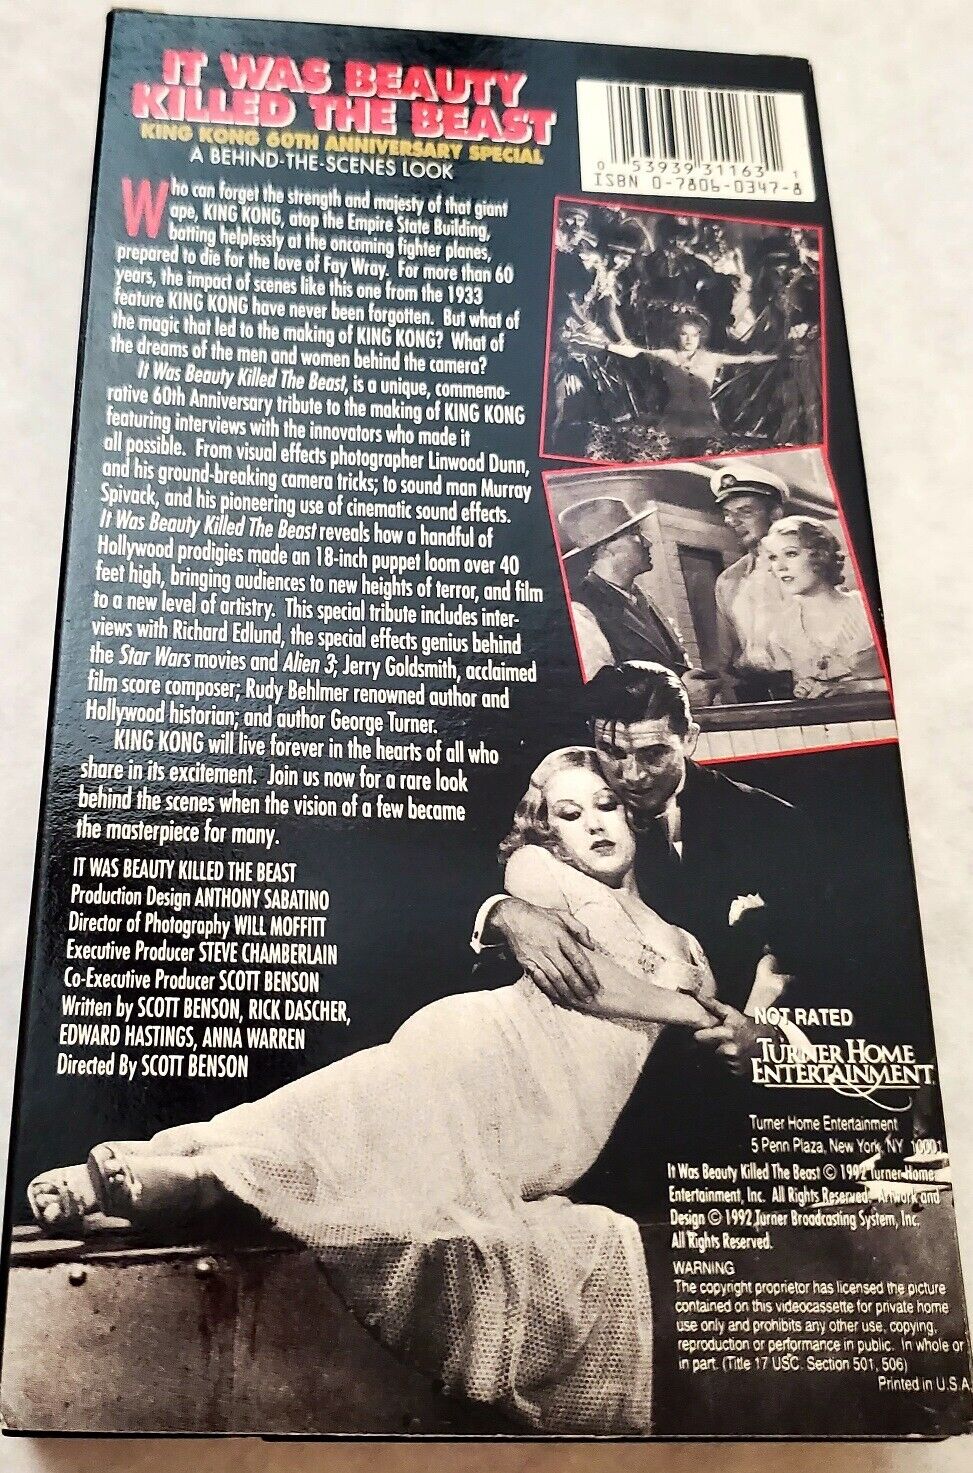 IT WAS BEAUTY
KILLED THE BEAST
KING KONG 60TH ANNIVERSARY SPECIAL
A BEHIND-THE-SCENES LOOK
0 53939 31163 1
ISBN 0-7806-0347-8
Who can forget the strength and majesty of that giant
ape, KING KONG, atop the Empire State Building,
batting helplessly at the oncoming fighter planes,
prepared to die for the love of Fay Wray. For more than 60
years, the impact of scenes like this one from the 1933
feature KING KONG have never been forgotten. But what of
the magic that led to the making of KING KONG? What of
the dreams of the men and women behind the camera?
It Was Beauty Killed The Beast, is a unique, commemo-
rative 60th Anniversary tribute to the making of KING KONG
featuring interviews with the innovators who made it
all possible. From visual effects photographer Linwood Dunn,
and his ground-breaking camera tricks; to sound man Murray
Spivack, and his pioneering use of cinematic sound effects.
It Was Beauty Killed The Beast reveals how a handful of
Hollywood prodigies made an 18-inch puppet loom over 40
feet high, bringing audiences to new heights of terror, and film
to a new level of artistry. This special tribute includes inter-
views with Richard Edlund, the special effects genius behind
the Star Wars movies and Alien 3; Jerry Goldsmith, acclaimed
film score composer; Rudy Behlmer renowned author and
Hollywood historian; and author George Turner.
KING KONG will live forever in the hearts of all who
share in its excitement. Join us now for a rare look
behind the scenes when the vision of a few became
the masterpiece for many.
IT WAS BEAUTY KILLED THE BEAST
Production Design ANTHONY SABATINO
Director of Photography WILL MOFFITT
Executive Producer STEVE CHAMBERLAIN
Co-Executive Producer SCOTT BENSON
Written by SCOTT BENSON, RICK DASCHER,
EDWARD HASTINGS, ANNA WARREN
Directed By SCOTT BENSON
NOT RATED
TURNER HOME
ENTERTAINMENT
Turner Home Entertainment
5 Penn Plaza, New York, NY 10001
It Was Beauty Killed The Beast © 1992 Turner Home
Entertainment, Inc. All Rights Reserved. Artwork and
Design © 1992 Turner Broadcasting System, Inc.
All Rights Reserved.
WARNING
The copyright proprietor has licensed the picture
contained on this videocassette for private home
use only and prohibits any other use, copying,
reproduction or performance in public. In whole or
in part. (Title 17 USC. Section 501, 506)
Printed in U.S.A.